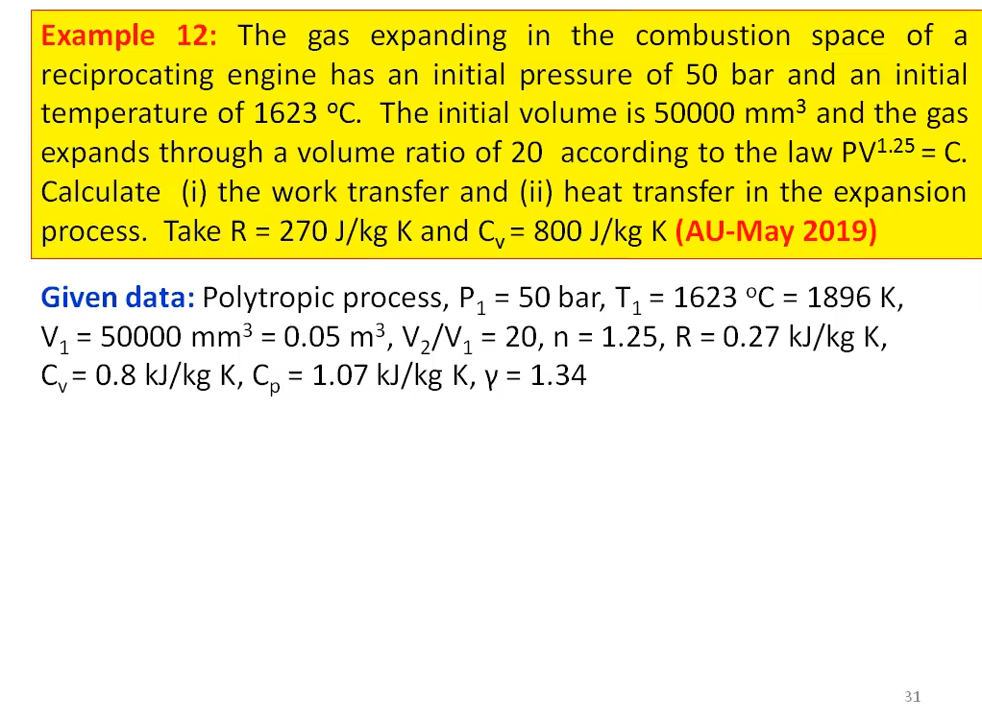 Example 12: The gas expanding in the combustion space of a
reciprocating engine has an initial pressure of 50 bar and an initial
temperature of 1623 ᵒC. The initial volume is 50000 mm³ and the gas
expands through a volume ratio of 20 according to the law PV¹·²⁵ = C.
Calculate (i) the work transfer and (ii) heat transfer in the expansion
process. Take R = 270 J/kg K and Cᵥ = 800 J/kg K (AU-May 2019)
Given data: Polytropic process, P₁ = 50 bar, T₁ = 1623 ᵒC = 1896 K,
V₁ = 50000 mm³ = 0.05 m³, V₂/V₁ = 20, n = 1.25, R = 0.27 kJ/kg K,
Cᵥ = 0.8 kJ/kg K, Cₚ = 1.07 kJ/kg K, γ = 1.34
31